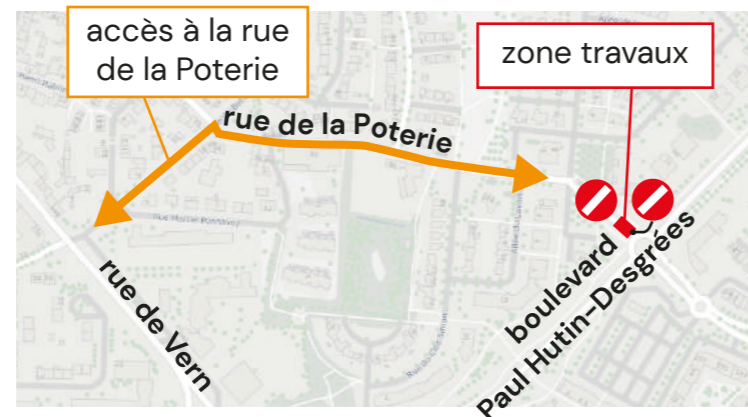 accès à la rue
de la Poterie
zone travaux
rue de la Poterie
rue de Vern
boulevard
Paul Hutin-Desgrées